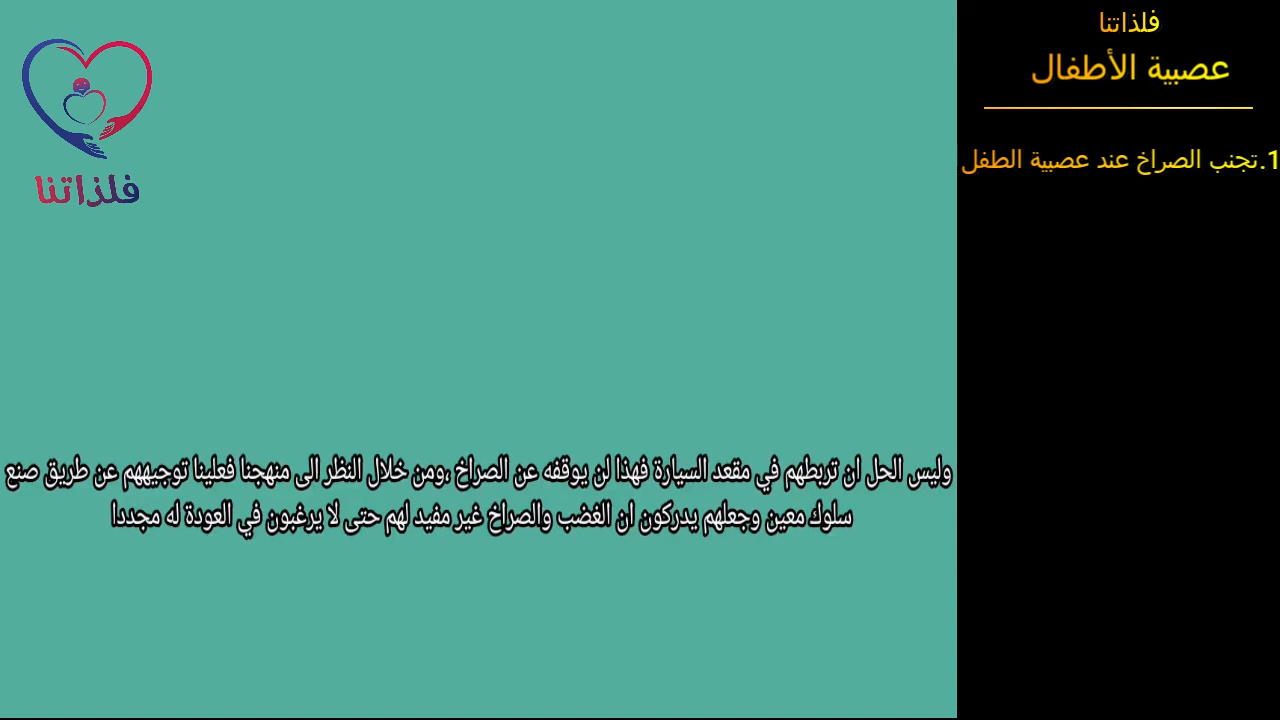 فلذاتنا
عصبية الأطفال
1.تجنب الصراخ عند عصبية الطفل
فلذاتنا
وليس الحل ان تربطهم في مقعد السيارة فهذا لن يوقفه عن الصراخ ،ومن خلال النظر الى منهجنا فعلينا توجيههم عن طريق صنع
سلوك معين وجعلهم يدركون ان الغضب والصراخ غير مفيد لهم حتى لا يرغبون في العودة له مجددا